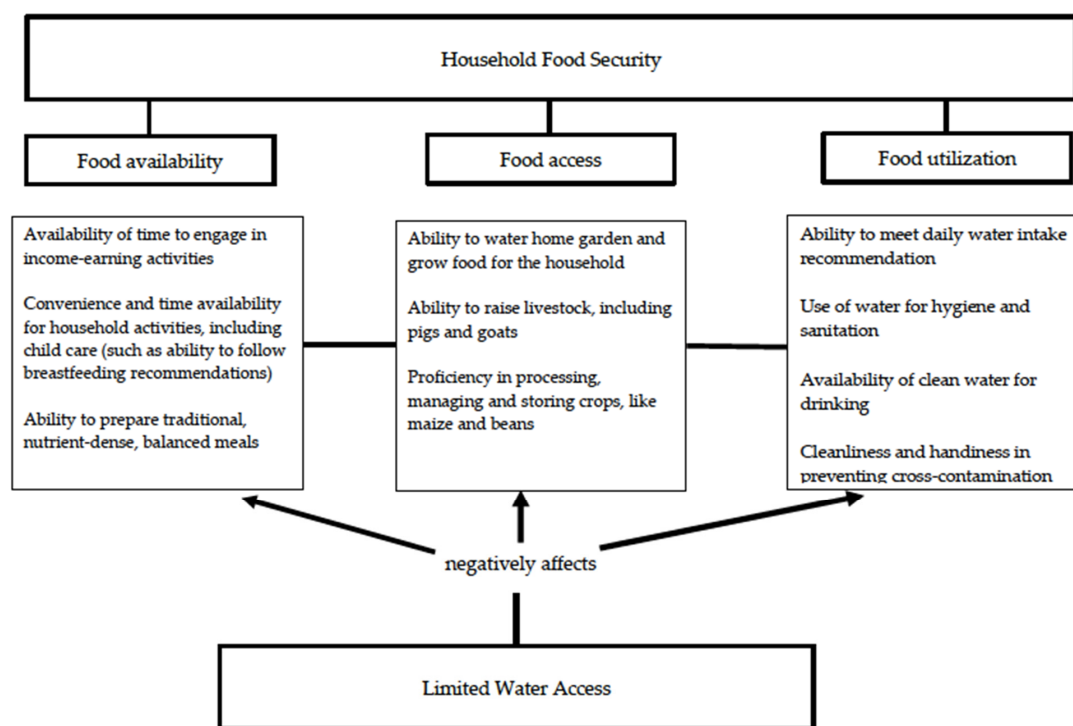 Household Food Security
Food availability
Food access
Food utilization
Availability of time to engage in
income-earning activities
Convenience and time availability
for household activities, including
child care (such as ability to follow
breastfeeding recommendations)
Ability to prepare traditional,
nutrient-dense, balanced meals
Ability to water home garden and
grow food for the household
Ability to raise livestock, including
pigs and goats
Proficiency in processing,
managing and storing crops, like
maize and beans
Ability to meet daily water intake
recommendation
Use of water for hygiene and
sanitation
Availability of clean water for
drinking
Cleanliness and handiness in
preventing cross-contamination
negatively affects
Limited Water Access